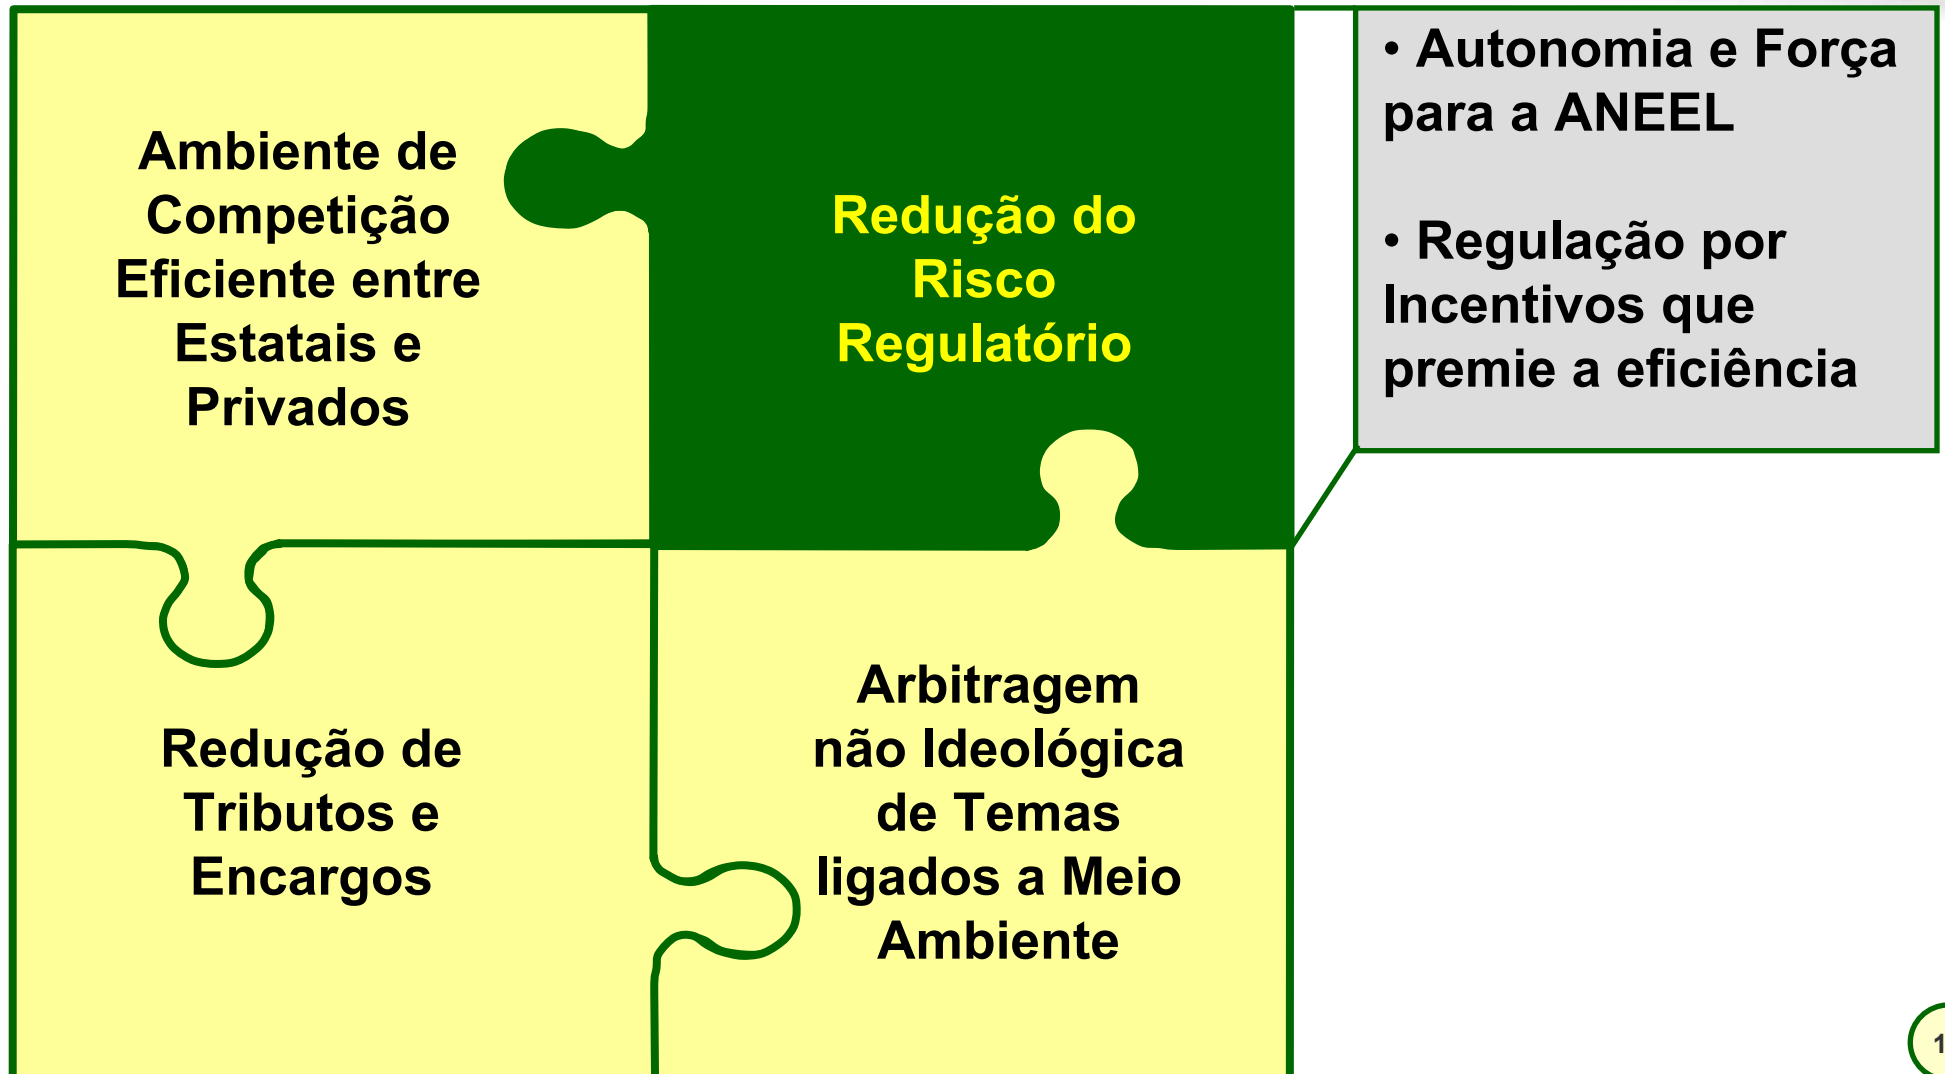 Ambiente de
Competição
Eficiente entre
Estatais e
Privados
Redução do
Risco
Regulatório
• Autonomia e Força
para a ANEEL
• Regulação por
Incentivos que
premie a eficiência
Redução de
Tributos e
Encargos
Arbitragem
não Ideológica
de Temas
ligados a Meio
Ambiente